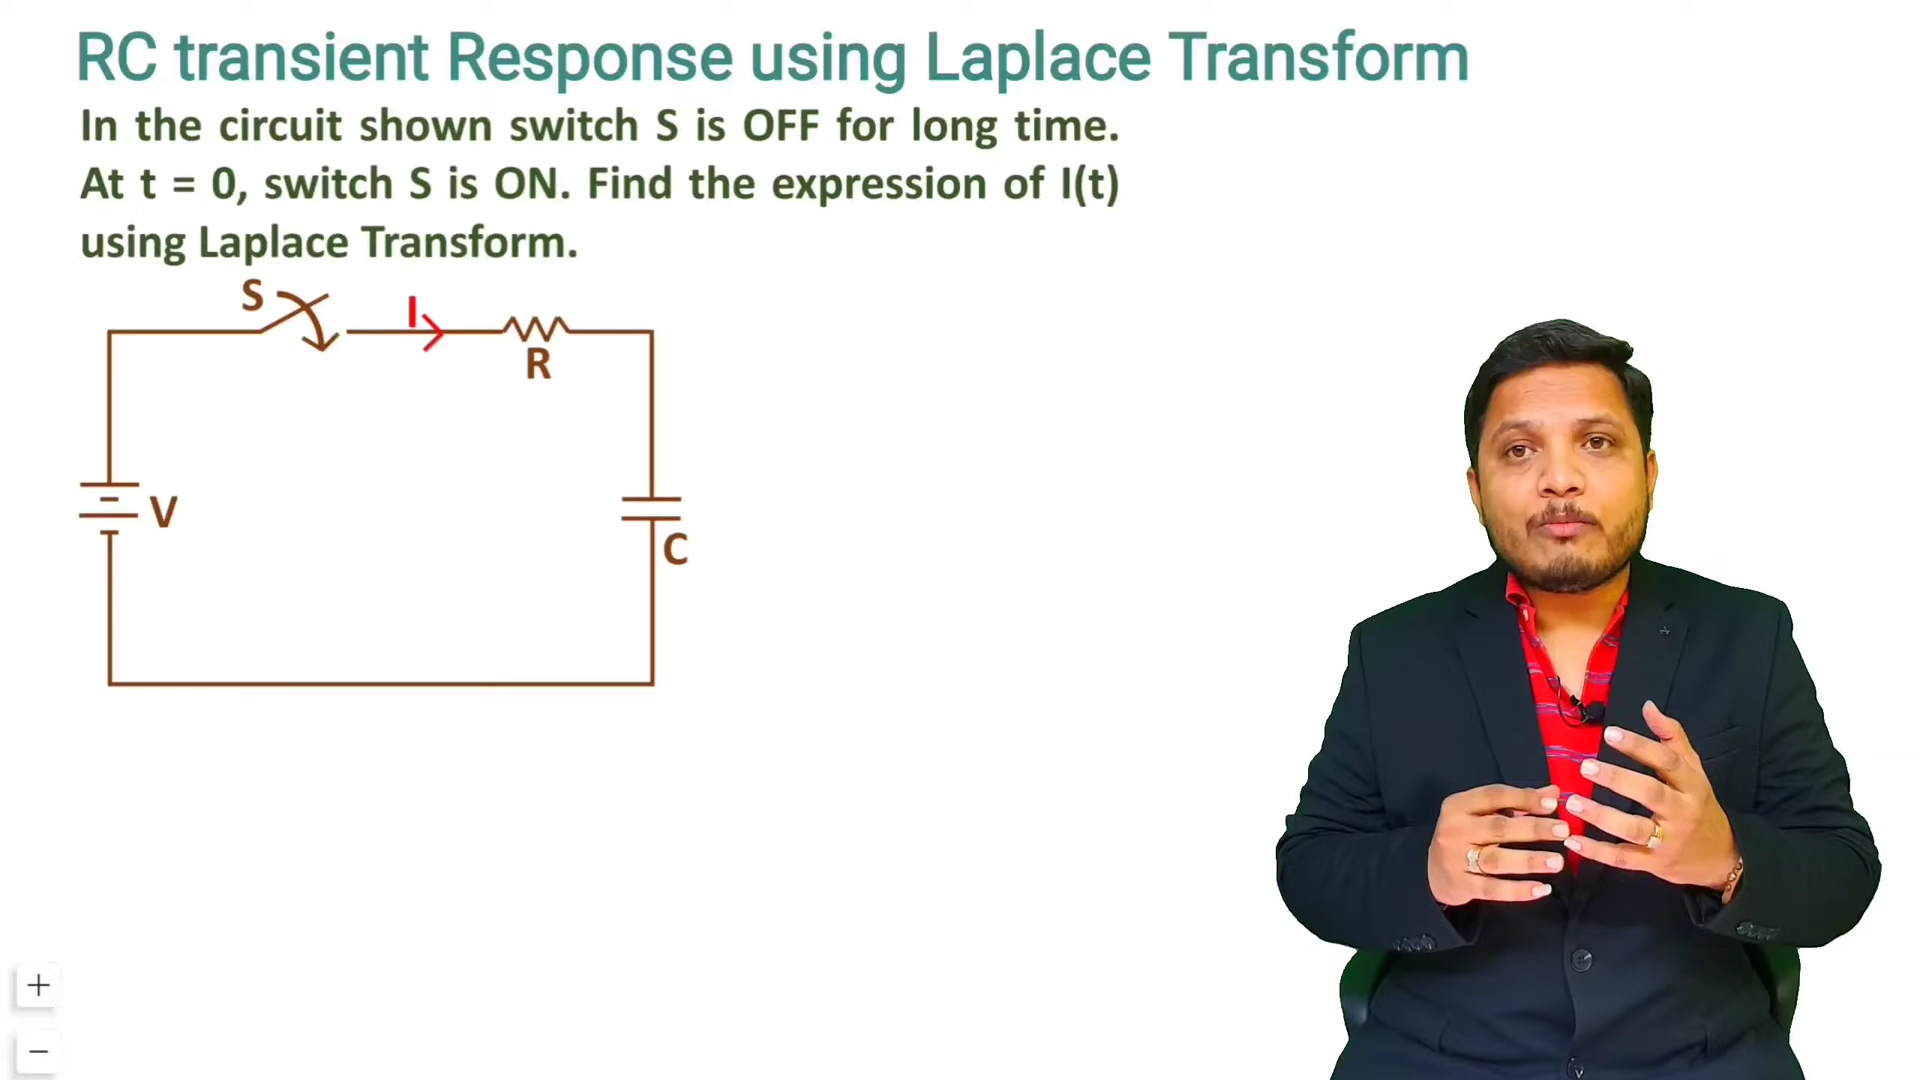 RC transient Response using Laplace Transform
In the circuit shown switch S is OFF for long time.
At t = 0, switch S is ON. Find the expression of I(t)
using Laplace Transform.
S
I
R
V
C
+
−